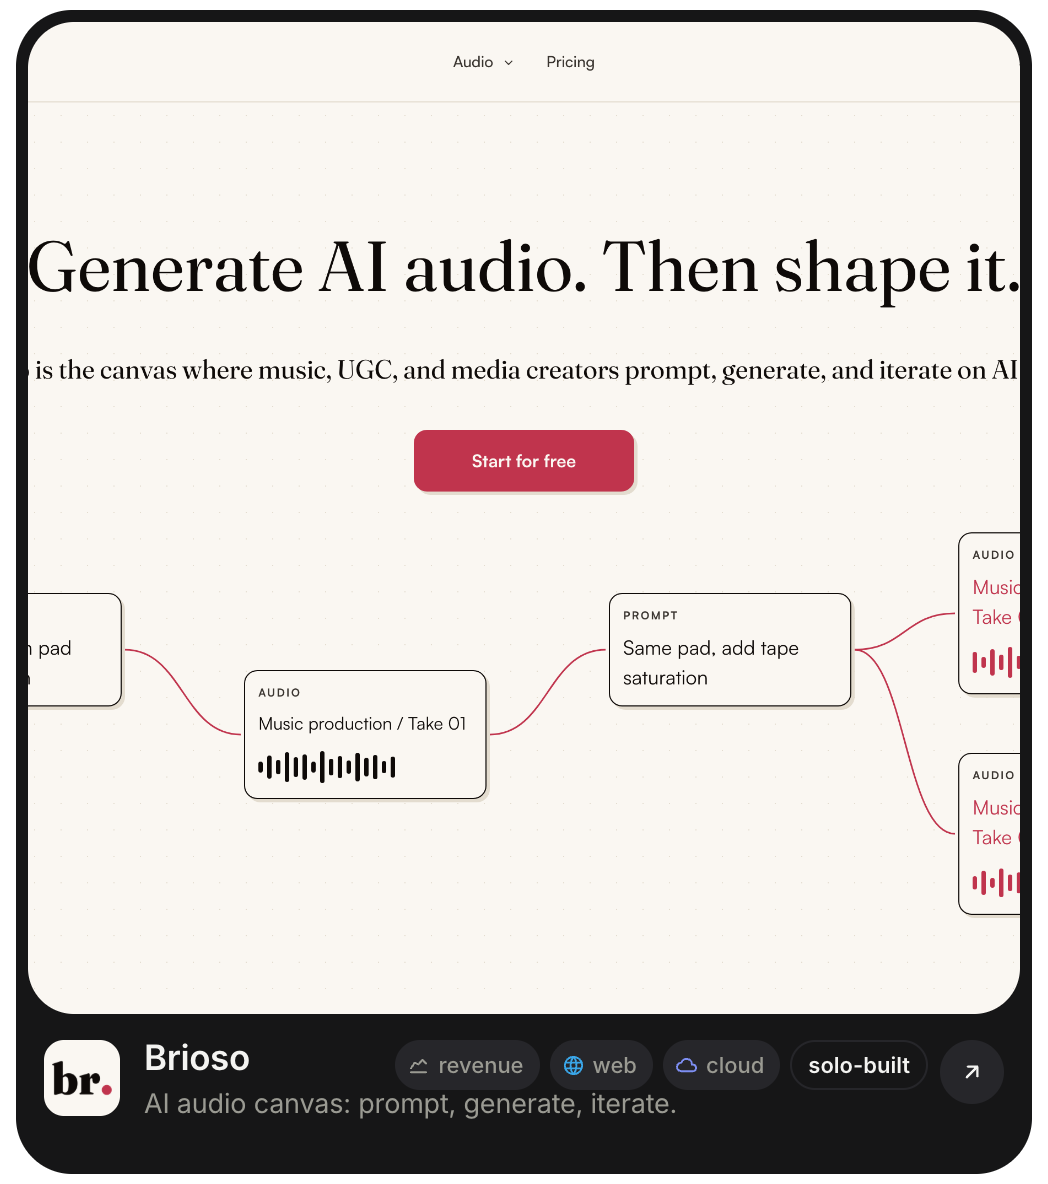 Audio Pricing
Generate AI audio. Then shape it.
is the canvas where music, UGC, and media creators prompt, generate, and iterate on AI
Start for free
pad
AUDIO
Music production / Take 01
PROMPT
Same pad, add tape
saturation
AUDIO
Music
Take
AUDIO
Music
Take
br.
Brioso
revenue web cloud solo-built
AI audio canvas: prompt, generate, iterate.